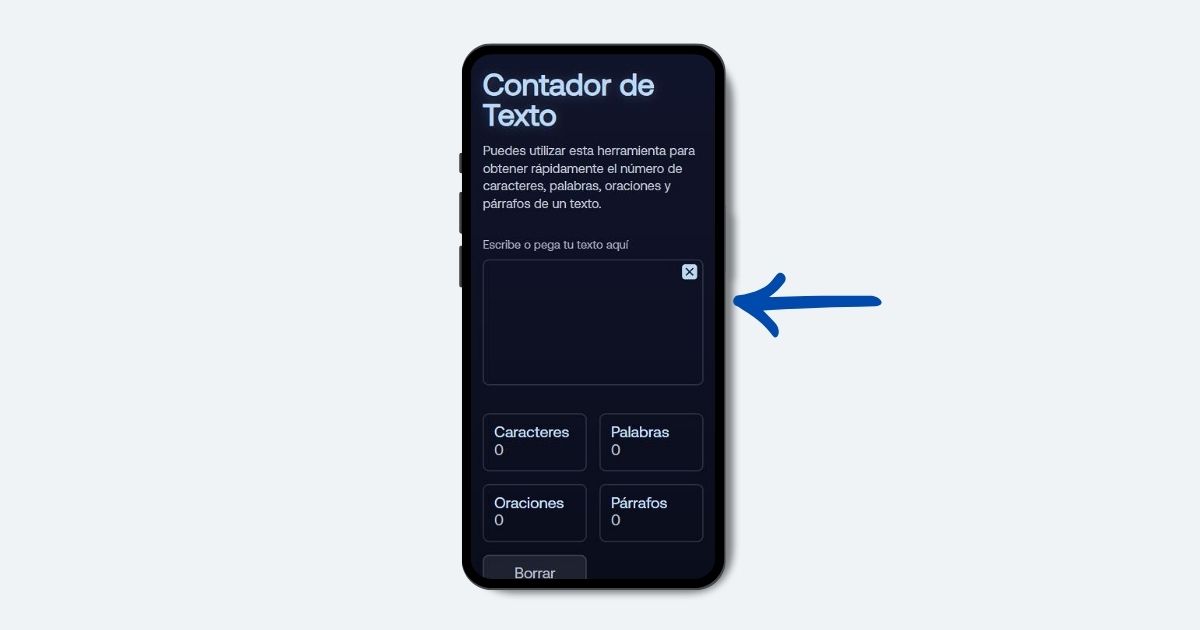 Contador de
Texto
Puedes utilizar esta herramienta para
obtener rápidamente el número de
caracteres, palabras, oraciones y
párrafos de un texto.
Escribe o pega tu texto aquí
Caracteres
0
Palabras
0
Oraciones
0
Párrafos
0
Borrar